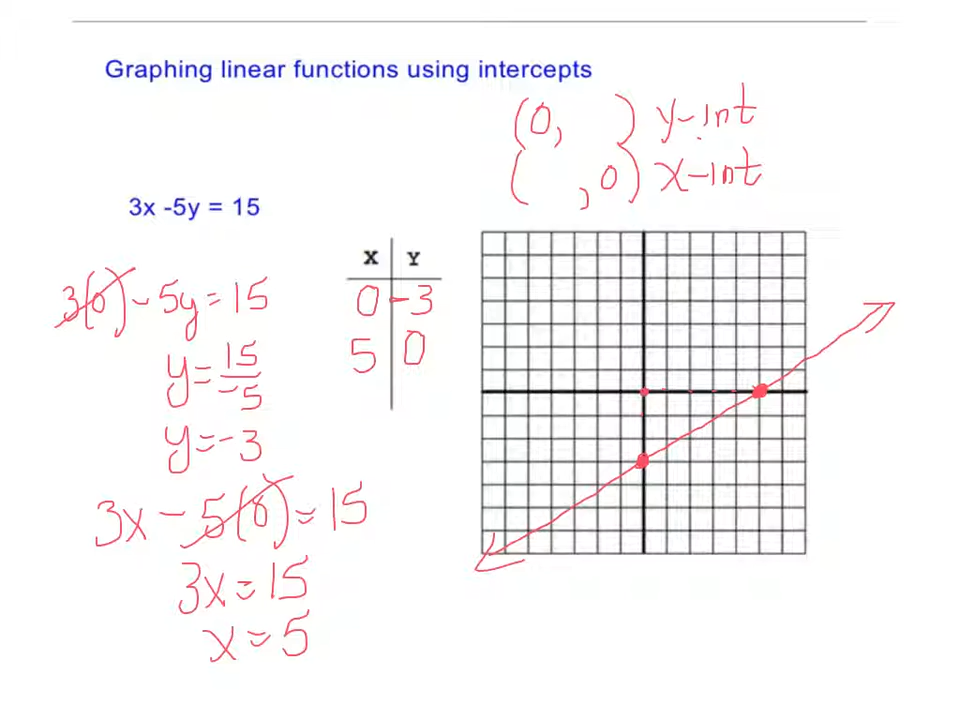 Graphing linear functions using intercepts
(0, ) y-int
( ,0) x-int
3x -5y = 15
X Y
0 -3
5 0
3(0) - 5y = 15
y = 15/-5
y = -3
3x - 5(0) = 15
3x = 15
x = 5